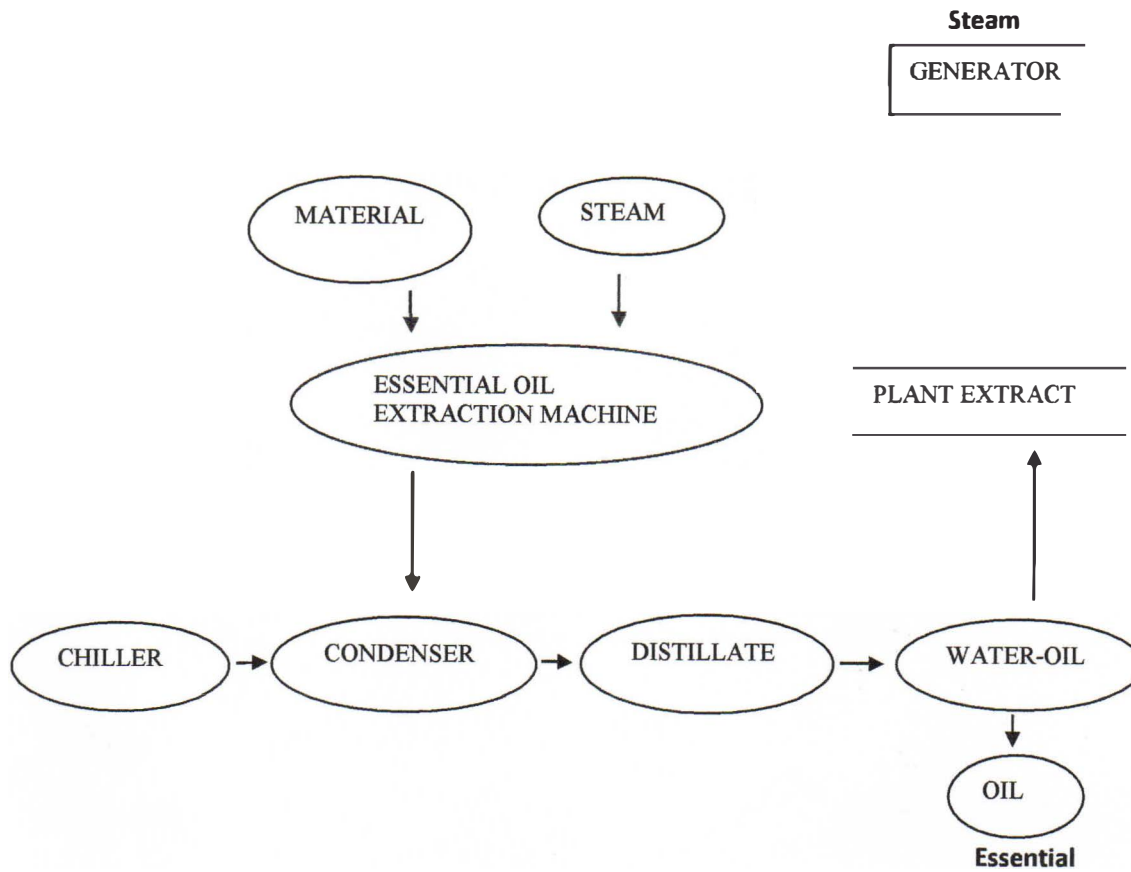 Steam
GENERATOR
MATERIAL
STEAM
ESSENTIAL OIL
EXTRACTION MACHINE
PLANT EXTRACT
CHILLER
CONDENSER
DISTILLATE
WATER-OIL
OIL
Essential